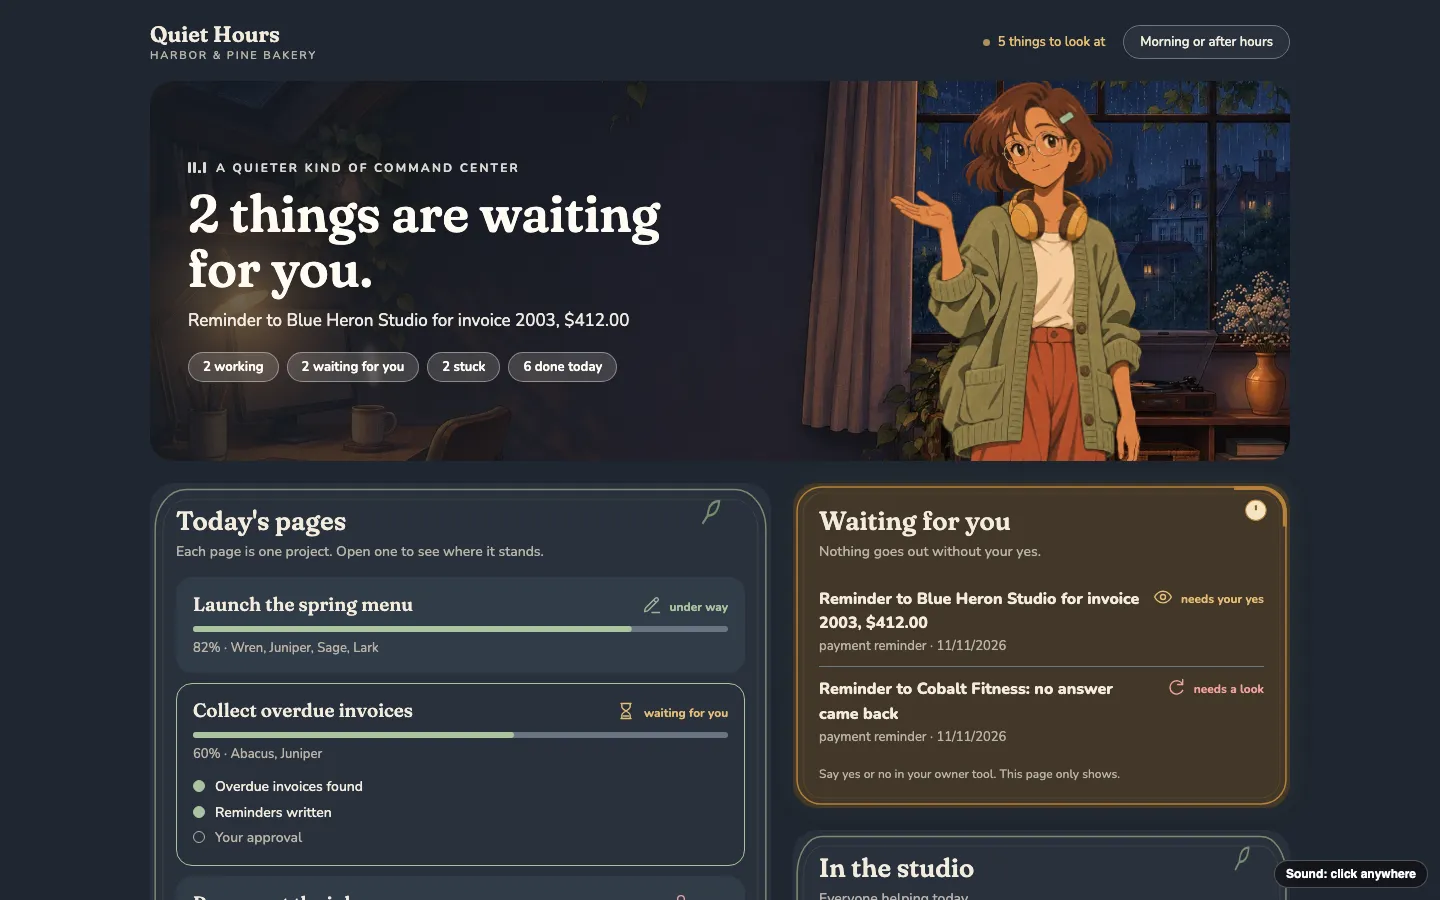 Quiet Hours
HARBOR & PINE BAKERY
5 things to look at
Morning or after hours
A QUIETER KIND OF COMMAND CENTER
2 things are waiting
for you.
Reminder to Blue Heron Studio for invoice 2003, $412.00
2 working
2 waiting for you
2 stuck
6 done today
Today's pages
Each page is one project. Open one to see where it stands.
Launch the spring menu
under way
82% · Wren, Juniper, Sage, Lark
Collect overdue invoices
waiting for you
60% · Abacus, Juniper
Overdue invoices found
Reminders written
Your approval
Waiting for you
Nothing goes out without your yes.
Reminder to Blue Heron Studio for invoice
2003, $412.00
needs your yes
payment reminder · 11/11/2026
Reminder to Cobalt Fitness: no answer
came back
needs a look
payment reminder · 11/11/2026
Say yes or no in your owner tool. This page only shows.
In the studio
Everyone helping today
Sound: click anywhere